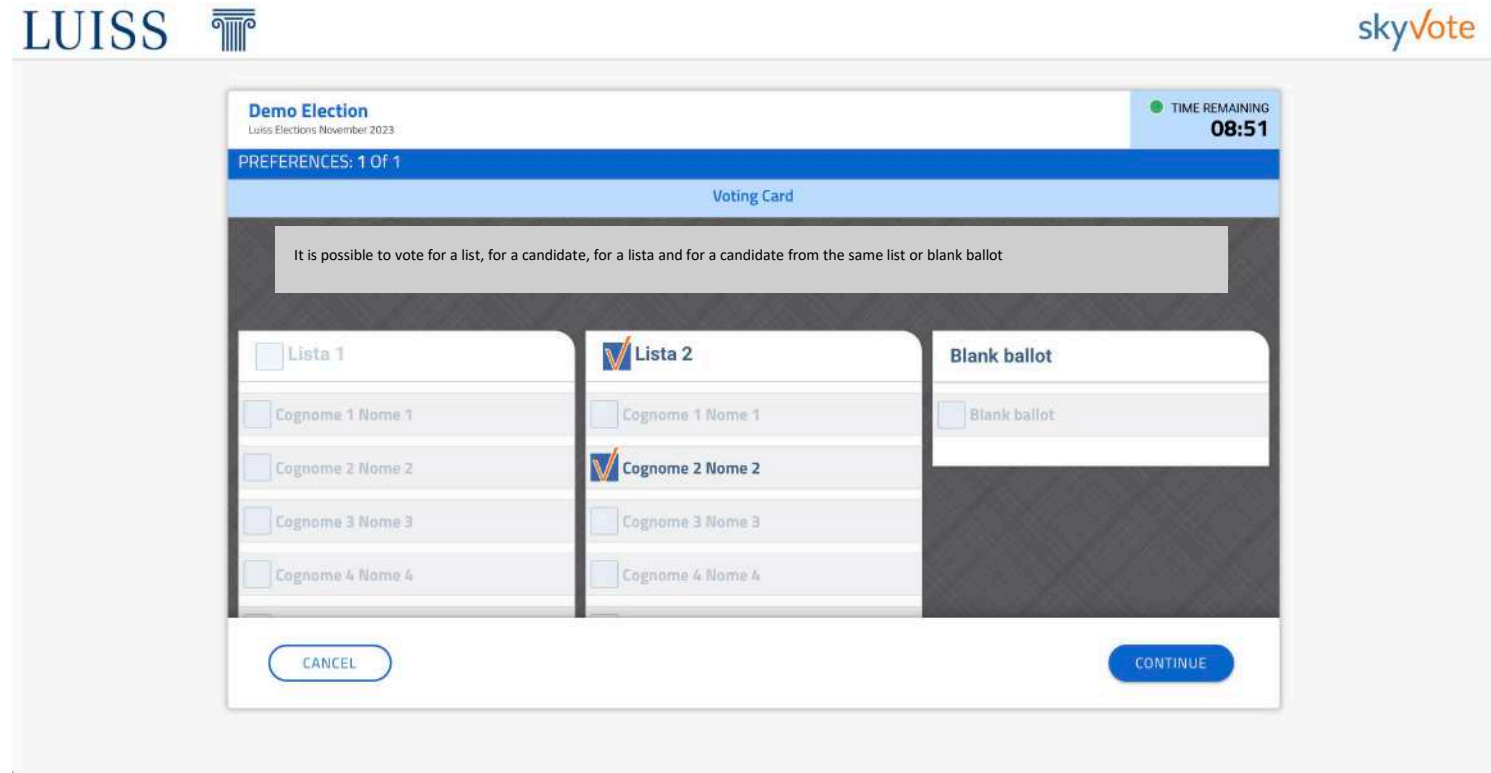 LUISS
skyvote
Demo Election
Luiss Elections November 2023
TIME REMAINING
08:51
PREFERENCES: 1 Of 1
Voting Card
It is possible to vote for a list, for a candidate, for a lista and for a candidate from the same list or blank ballot
Lista 1
Cognome 1 Nome 1
Cognome 2 Nome 2
Cognome 3 Nome 3
Cognome 4 Nome 4
Lista 2
Cognome 1 Nome 1
Cognome 2 Nome 2
Cognome 3 Nome 3
Cognome 4 Nome 4
Blank ballot
Blank ballot
CANCEL
CONTINUE